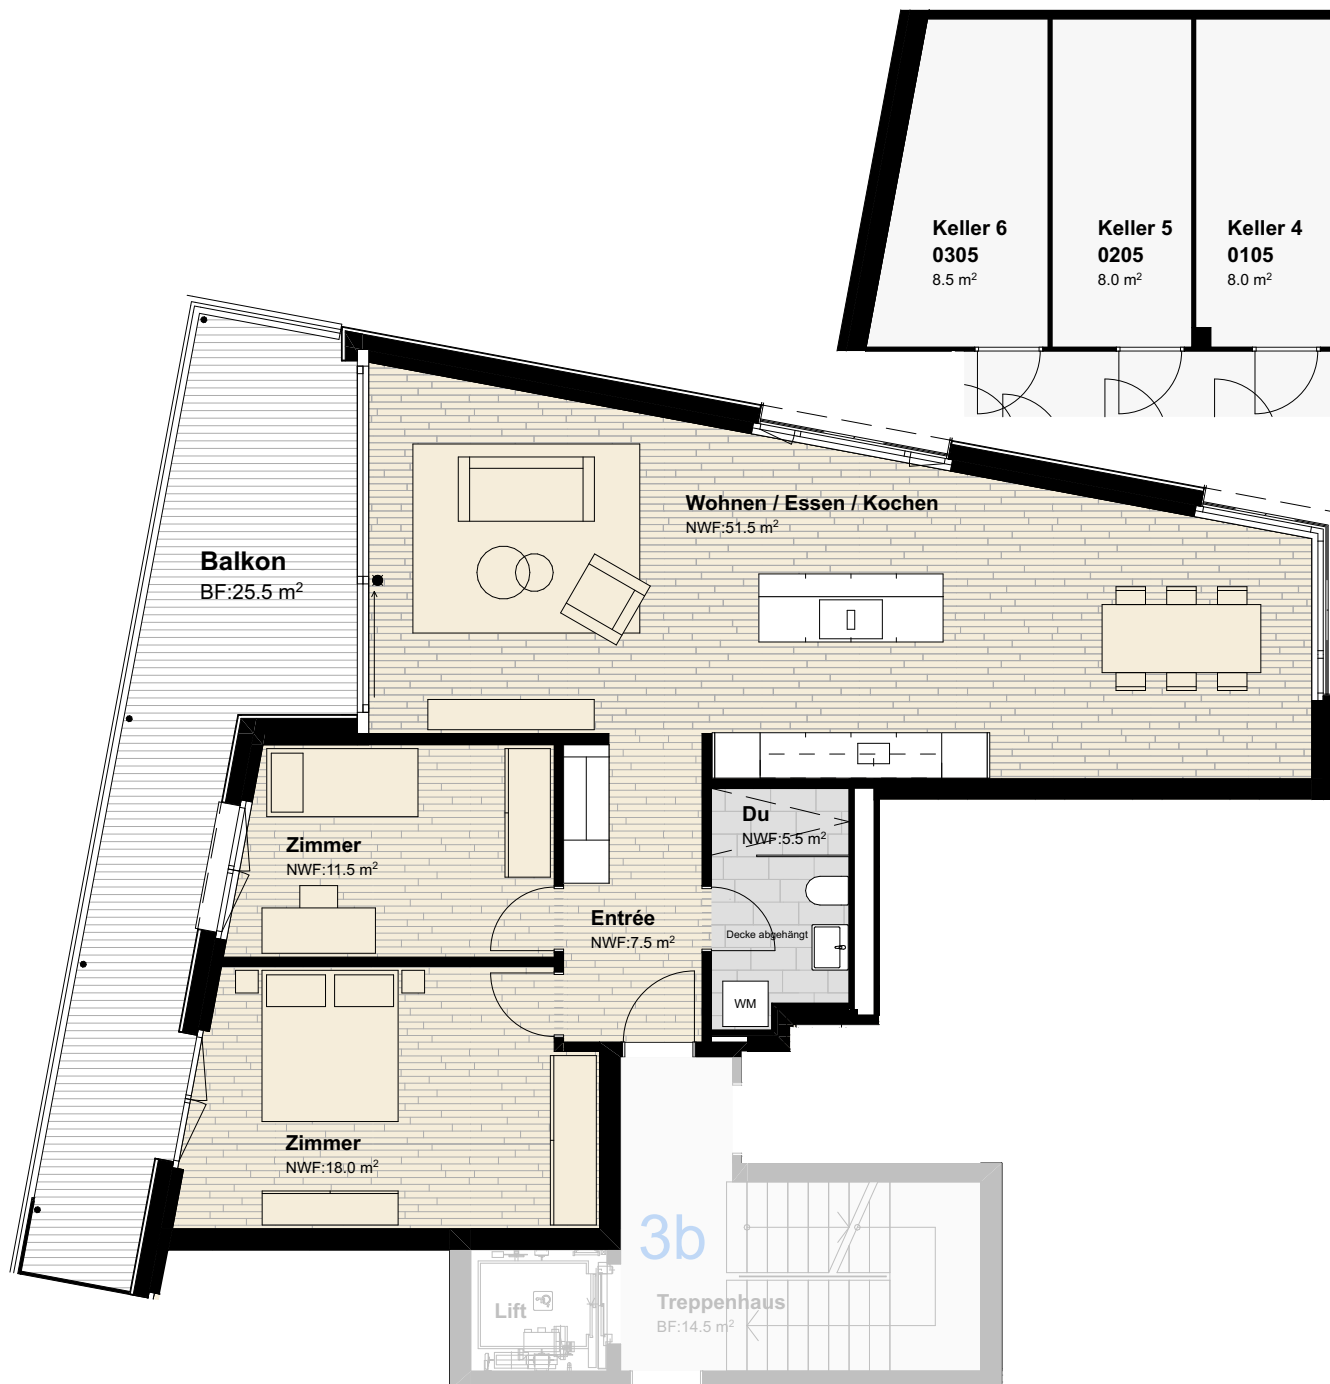 Keller 6
0305
8.5 m²
Keller 5
0205
8.0 m²
Keller 4
0105
8.0 m²
Wohnen / Essen / Kochen
NWF:51.5 m²
Balkon
BF:25.5 m²
Zimmer
NWF:11.5 m²
Du
NWF:5.5 m²
Entrée
NWF:7.5 m²
Decke abgehängt
WM
Zimmer
NWF:18.0 m²
3b
Lift
Treppenhaus
BF:14.5 m²